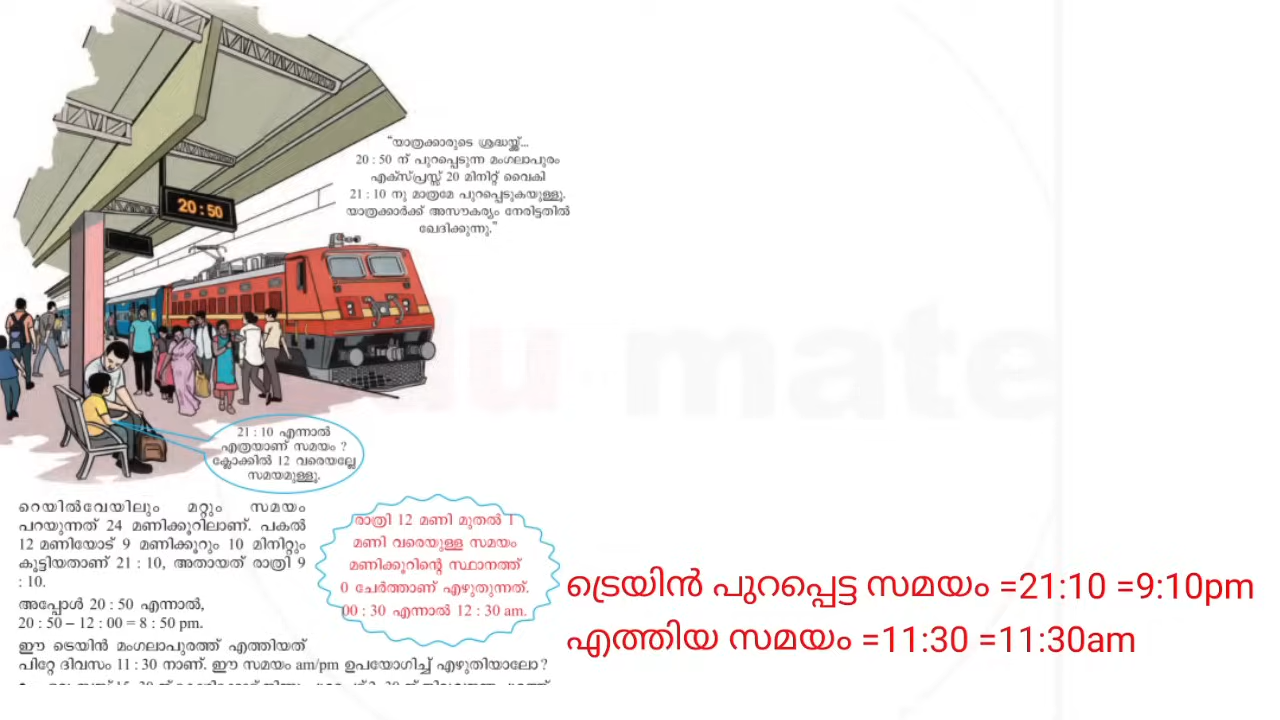 "യാത്രക്കാരുടെ ശ്രദ്ധയ്ക്ക്...
20 : 50 ന് പുറപ്പെടുന്ന മംഗലാപുരം
എക്സ്പ്രസ്സ് 20 മിനിറ്റ് വൈകി
21 : 10 നു മാത്രമേ പുറപ്പെടുകയുള്ളൂ.
യാത്രക്കാർക്ക് അസൗകര്യം നേരിട്ടതിൽ
ഖേദിക്കുന്നു."
20:50
21 : 10 എന്നാൽ
എത്രയാണ് സമയം ?
ക്ലോക്കിൽ 12 വരെയല്ലേ
സമയമുള്ളൂ.
റെയിൽവേയിലും മറ്റും സമയം
പറയുന്നത് 24 മണിക്കൂറിലാണ്. പകൽ
12 മണിയോട് 9 മണിക്കൂറും 10 മിനിറ്റും
കൂട്ടിയതാണ് 21 : 10, അതായത് രാത്രി 9
: 10.
അപ്പോൾ 20 : 50 എന്നാൽ,
20 : 50 – 12 : 00 = 8 : 50 pm.
ഈ ട്രെയിൻ മംഗലാപുരത്ത് എത്തിയത്
പിറ്റേ ദിവസം 11 : 30 നാണ്. ഈ സമയം am/pm ഉപയോഗിച്ച് എഴുതിയാലോ ?
രാത്രി 12 മണി മുതൽ 1
മണി വരെയുള്ള സമയം
മണിക്കൂറിന്റെ സ്ഥാനത്ത്
0 ചേർത്താണ് എഴുതുന്നത്.
00 : 30 എന്നാൽ 12 : 30 am.
ട്രെയിൻ പുറപ്പെട്ട സമയം =21:10 =9:10pm
എത്തിയ സമയം =11:30 =11:30am
du mate